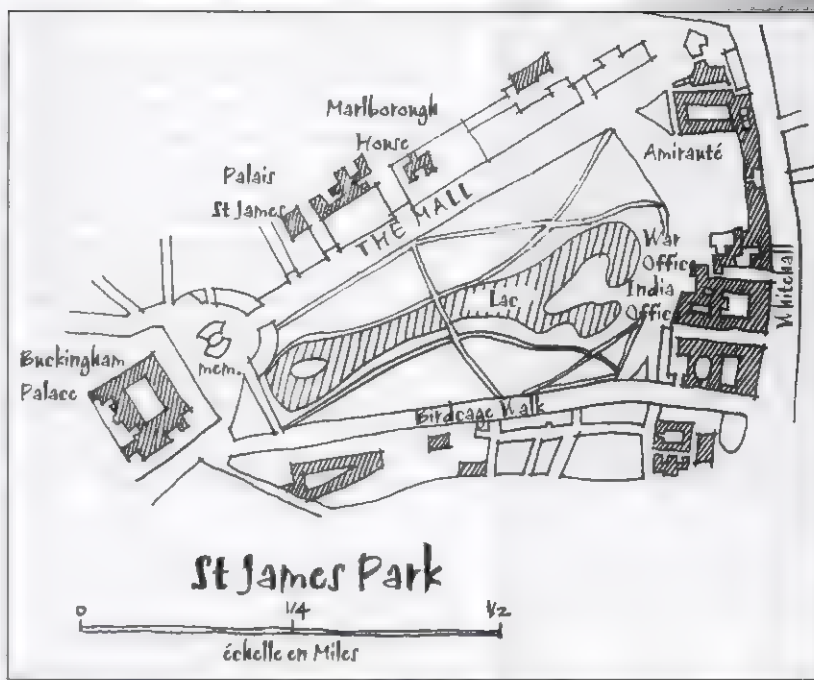 Marlborough
House
Palais
St James
THE MALL
Amirauté
War
Office
India
Office
Whitehall
Lac
Buckingham
Palace
mem.
Birdcage Walk
St James Park
0 1/4 1/2
échelle en Miles